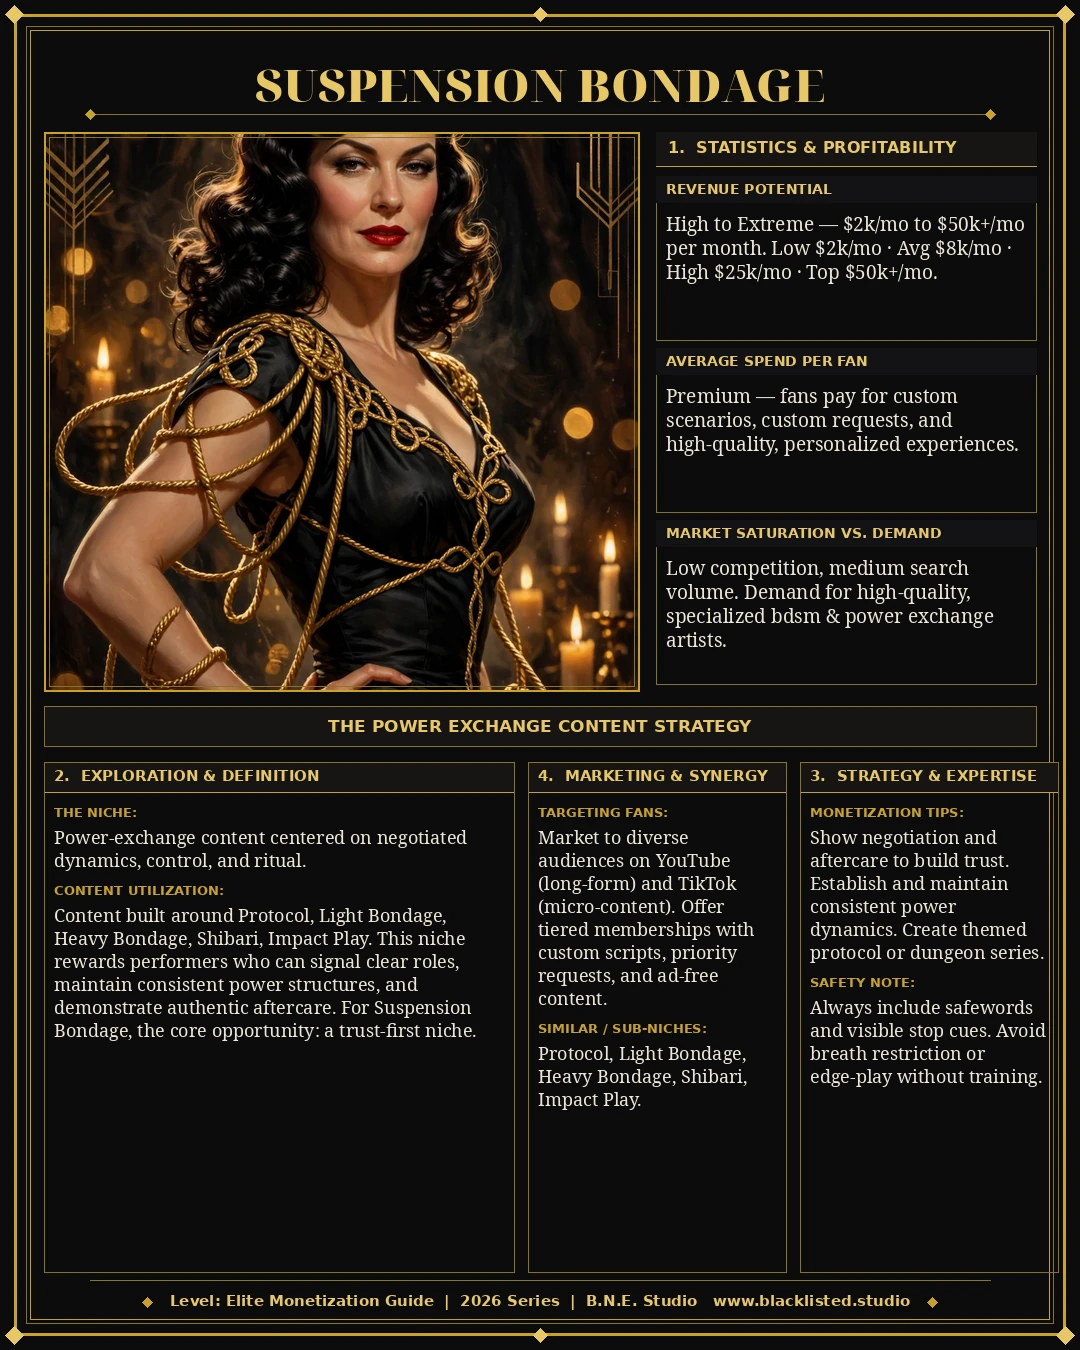 SUSPENSION BONDAGE
1. STATISTICS & PROFITABILITY
REVENUE POTENTIAL
High to Extreme — $2k/mo to $50k+/mo
per month. Low $2k/mo · Avg $8k/mo ·
High $25k/mo · Top $50k+/mo.
AVERAGE SPEND PER FAN
Premium — fans pay for custom
scenarios, custom requests, and
high-quality, personalized experiences.
MARKET SATURATION VS. DEMAND
Low competition, medium search
volume. Demand for high-quality,
specialized bdsm & power exchange
artists.
THE POWER EXCHANGE CONTENT STRATEGY
2. EXPLORATION & DEFINITION
THE NICHE:
Power-exchange content centered on negotiated
dynamics, control, and ritual.
CONTENT UTILIZATION:
Content built around Protocol, Light Bondage,
Heavy Bondage, Shibari, Impact Play. This niche
rewards performers who can signal clear roles,
maintain consistent power structures, and
demonstrate authentic aftercare. For Suspension
Bondage, the core opportunity: a trust-first niche.
4. MARKETING & SYNERGY
TARGETING FANS:
Market to diverse
audiences on YouTube
(long-form) and TikTok
(micro-content). Offer
tiered memberships with
custom scripts, priority
requests, and ad-free
content.
SIMILAR / SUB-NICHES:
Protocol, Light Bondage,
Heavy Bondage, Shibari,
Impact Play.
3. STRATEGY & EXPERTISE
MONETIZATION TIPS:
Show negotiation and
aftercare to build trust.
Establish and maintain
consistent power
dynamics. Create themed
protocol or dungeon series.
SAFETY NOTE:
Always include safewords
and visible stop cues. Avoid
breath restriction or
edge-play without training.
Level: Elite Monetization Guide | 2026 Series | B.N.E. Studio www.blacklisted.studio